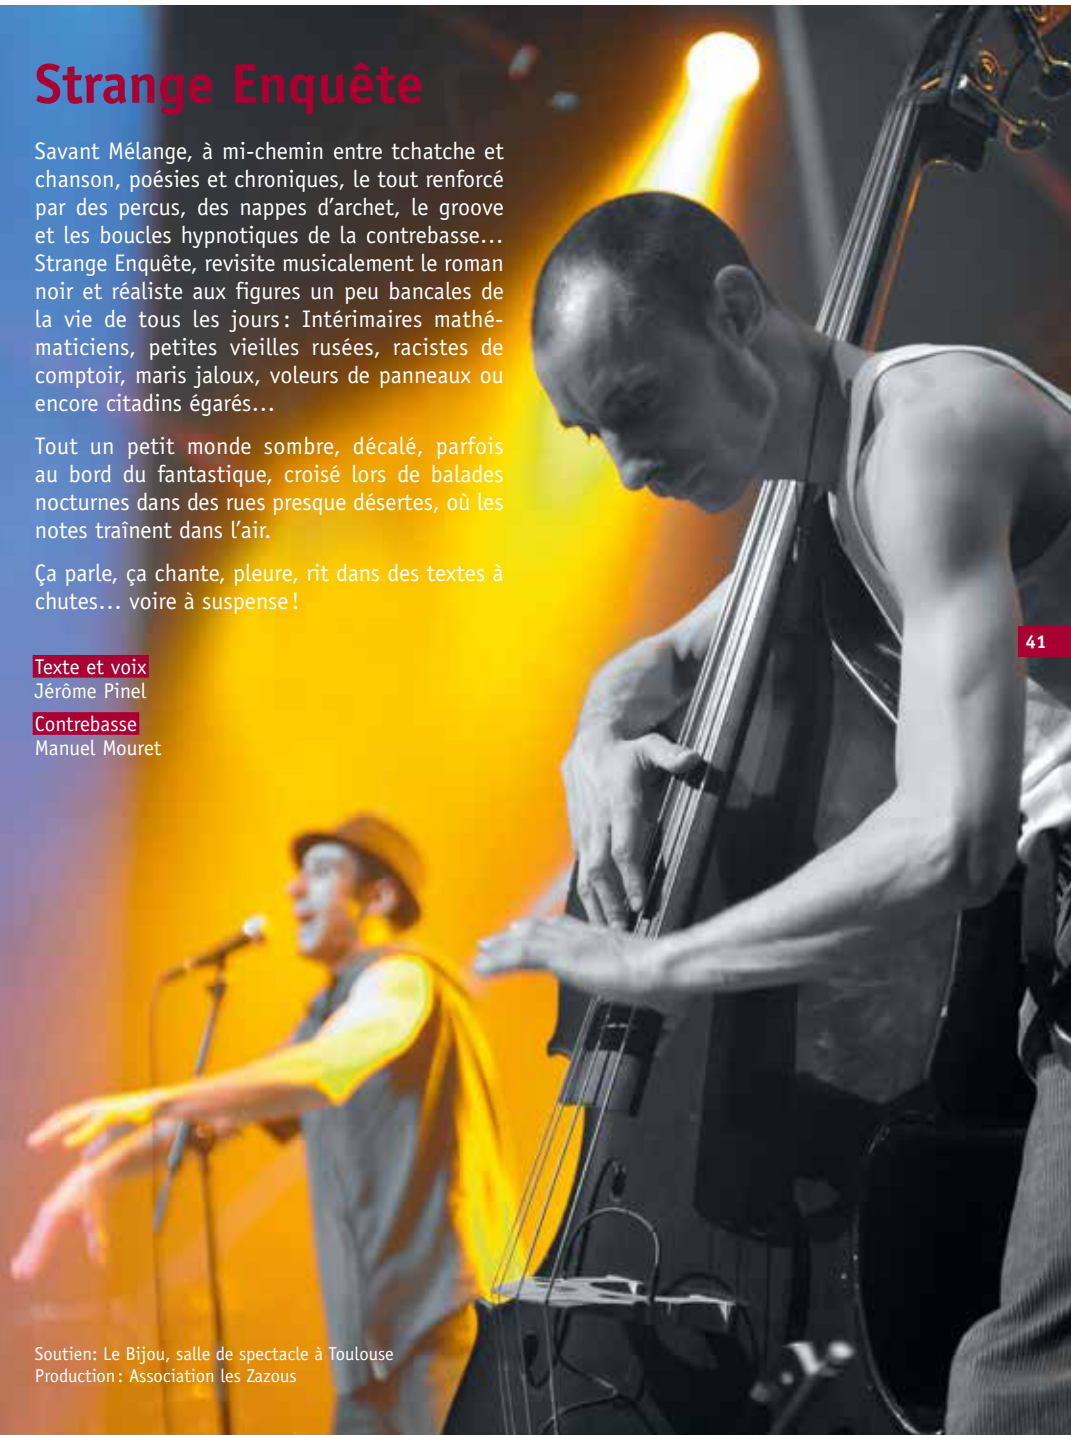 Strange Enquête
Savant Mélange, à mi-chemin entre tchatche et
chanson, poésies et chroniques, le tout renforcé
par des percus, des nappes d’archet, le groove
et les boucles hypnotiques de la contrebasse...
Strange Enquête, revisite musicalement le roman
noir et réaliste aux figures un peu bancales de
la vie de tous les jours : Intérimaires mathé-
maticiens, petites vieilles rusées, racistes de
comptoir, maris jaloux, voleurs de panneaux ou
encore citadins égarés...
Tout un petit monde sombre, décalé, parfois
au bord du fantastique, croisé lors de balades
nocturnes dans des rues presque désertes, où les
notes traînent dans l’air.
Ça parle, ça chante, pleure, rit dans des textes à
chutes... voire à suspense !
41
Texte et voix
Jérôme Pinel
Contrebasse
Manuel Mouret
Soutien: Le Bijou, salle de spectacle à Toulouse
Production : Association les Zazous